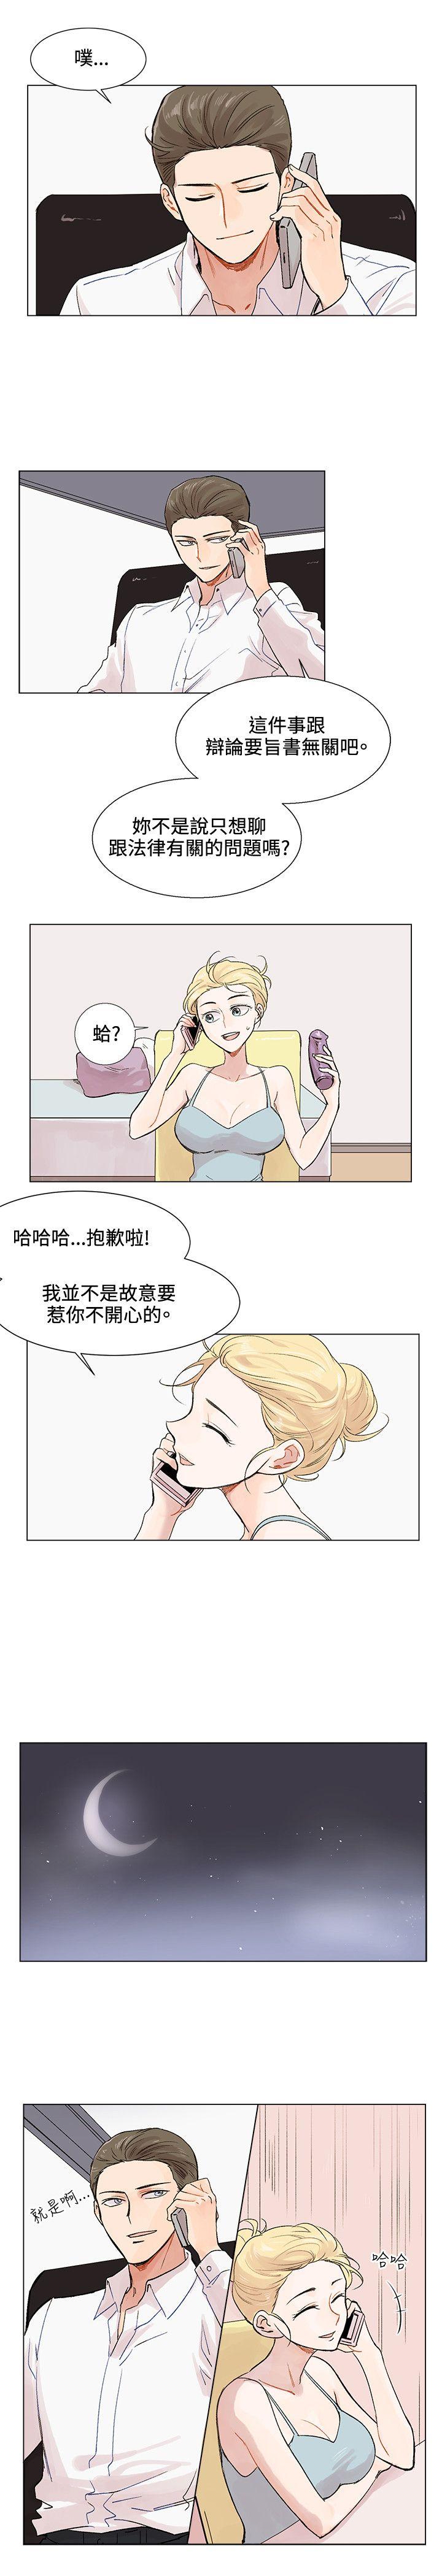 噗...
這件事跟
辯論要旨書無關吧。
妳不是說只想聊
跟法律有關的問題嗎?
蛤?
哈哈哈...抱歉啦!
我並不是故意要
惹你不開心的。
就是啊...
哈哈